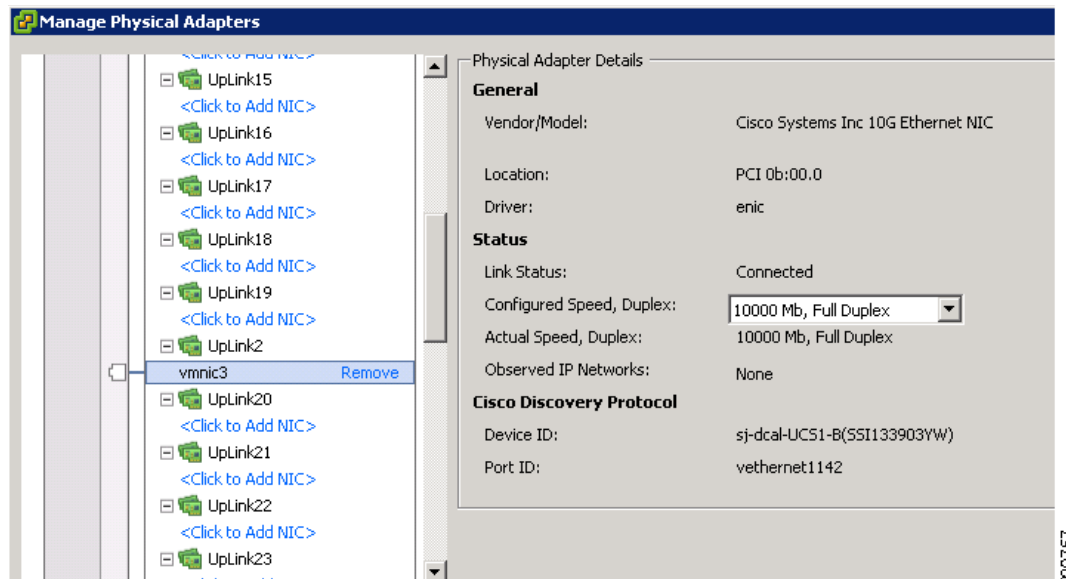 Manage Physical Adapters
UpLink15
<Click to Add NIC>
UpLink16
<Click to Add NIC>
UpLink17
<Click to Add NIC>
UpLink18
<Click to Add NIC>
UpLink19
<Click to Add NIC>
UpLink2
vmnic3 Remove
UpLink20
<Click to Add NIC>
UpLink21
<Click to Add NIC>
UpLink22
<Click to Add NIC>
UpLink23
Physical Adapter Details
General
Vendor/Model: Cisco Systems Inc 10G Ethernet NIC
Location: PCI 0b:00.0
Driver: enic
Status
Link Status: Connected
Configured Speed, Duplex: 10000 Mb, Full Duplex
Actual Speed, Duplex: 10000 Mb, Full Duplex
Observed IP Networks: None
Cisco Discovery Protocol
Device ID: sj-dcal-UCS1-B(SSI133903YW)
Port ID: vethernet1142